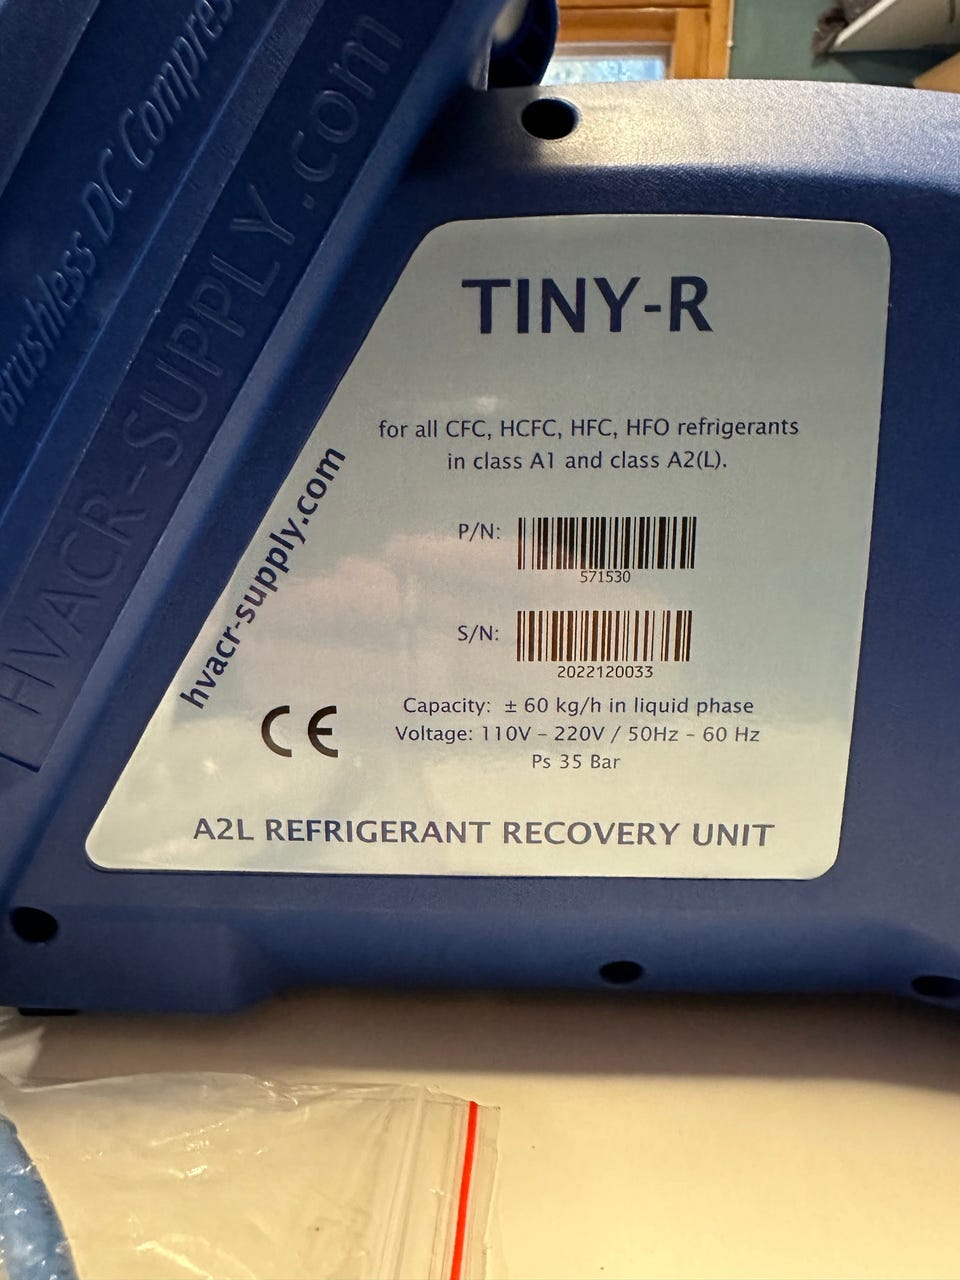 Brushless DC Compres
HVACR-SUPPLY.com
TINY-R
for all CFC, HCFC, HFC, HFO refrigerants
in class A1 and class A2(L).
hvacr-supply.com
P/N:
571530
S/N:
2022120033
CE
Capacity: ± 60 kg/h in liquid phase
Voltage: 110V – 220V / 50Hz – 60 Hz
Ps 35 Bar
A2L REFRIGERANT RECOVERY UNIT